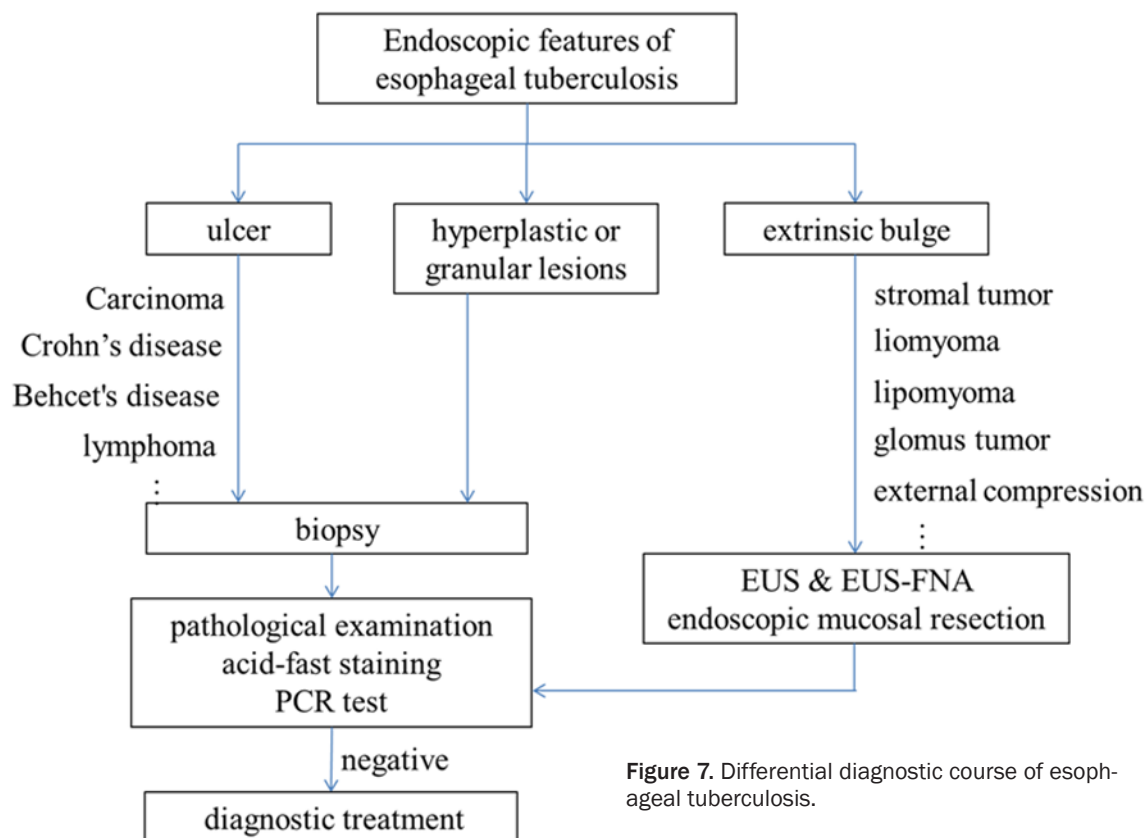 Endoscopic features of
esophageal tuberculosis
ulcer
hyperplastic or
granular lesions
extrinsic bulge
Carcinoma
Crohn’s disease
Behcet's disease
lymphoma
⋮
stromal tumor
liomyoma
lipomyoma
glomus tumor
external compression
⋮
biopsy
EUS & EUS-FNA
endoscopic mucosal resection
pathological examination
acid-fast staining
PCR test
negative
diagnostic treatment
Figure 7. Differential diagnostic course of esoph-
ageal tuberculosis.